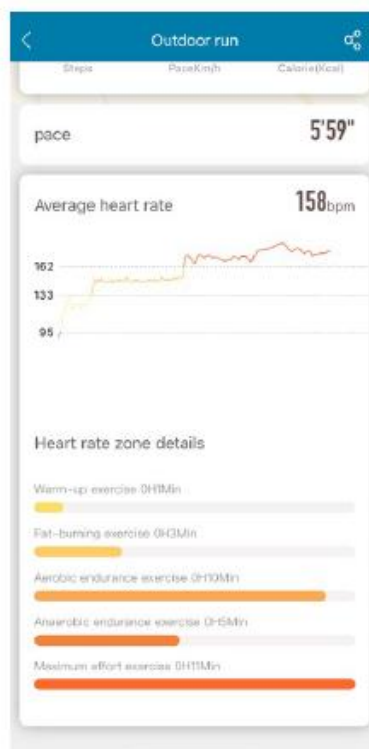 Outdoor run
Steps PaceKm/h Calorie(Kcal)
pace 5'59"
Average heart rate 158bpm
162
133
95
Heart rate zone details
Warm-up exercise 0H1Min
Fat-burning exercise 0H3Min
Aerobic endurance exercise 0H10Min
Anaerobic endurance exercise 0H5Min
Maximum effort exercise 0H11Min